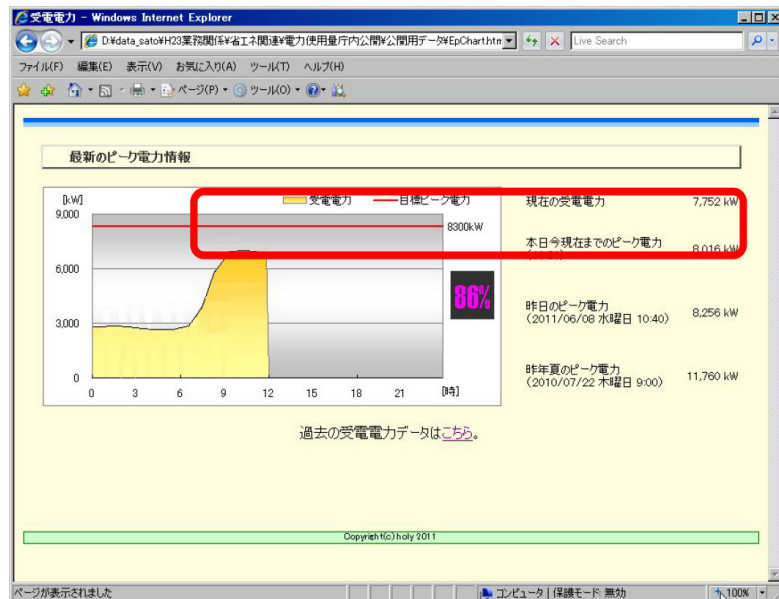 受電電力 - Windows Internet Explorer
D:¥data_sato¥H23業務関係¥省エネ関連¥電力使用量庁内公開¥公開用データ¥EpChart.htm
Live Search
ファイル(F) 編集(E) 表示(V) お気に入り(A) ツール(T) ヘルプ(H)
ページ(P) ツール(O)
最新のピーク電力情報
[kW]
受電電力 目標ピーク電力
9,000
8300kW
6,000
3,000
0
0 3 6 9 12 15 18 21 [時]
86%
現在の受電電力 7,752 kW
本日今現在までのピーク電力
8,016 kW
昨日のピーク電力
(2011/06/08 水曜日 10:40) 8,256 kW
昨年夏のピーク電力
(2010/07/22 木曜日 9:00) 11,760 kW
過去の受電電力データはこちら。
Copyright(c) holy 2011
ページが表示されました
コンピュータ | 保護モード: 無効
100%